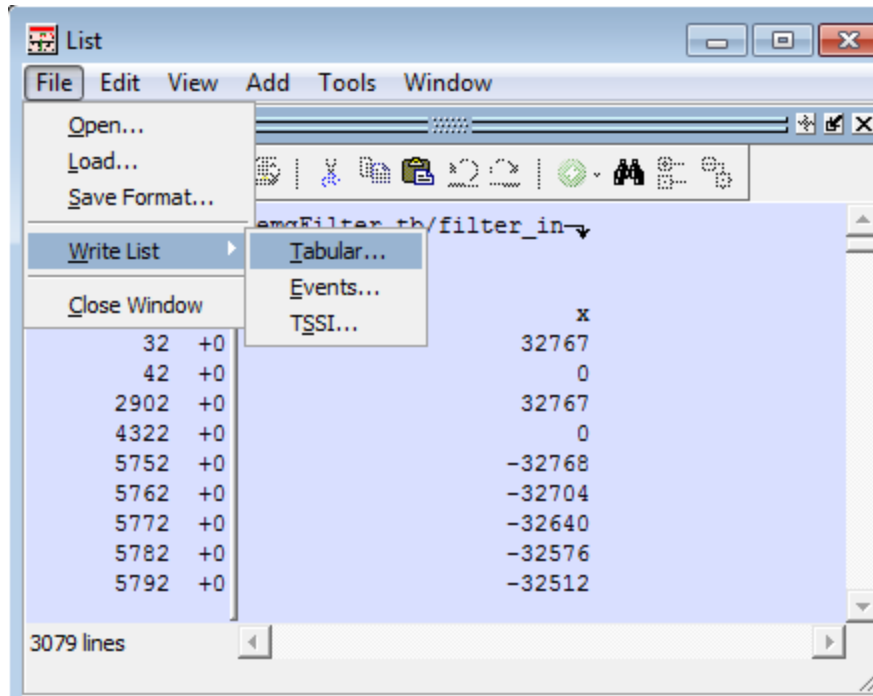 List
File Edit View Add Tools Window
Open...
Load...
Save Format...
Write List
Close Window
Tabular...
Events...
TSSI...
/filter_in
x
32 +0 32767
42 +0 0
2902 +0 32767
4322 +0 0
5752 +0 -32768
5762 +0 -32704
5772 +0 -32640
5782 +0 -32576
5792 +0 -32512
3079 lines